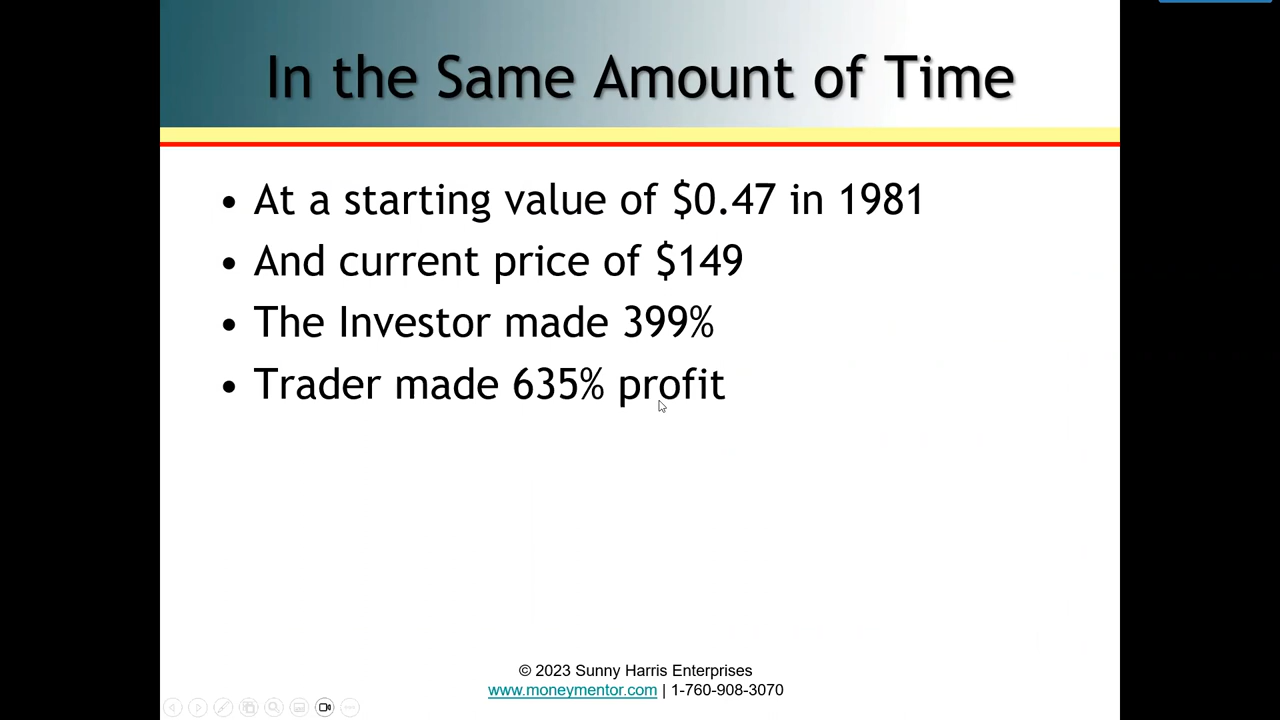 In the Same Amount of Time
• At a starting value of $0.47 in 1981
• And current price of $149
• The Investor made 399%
• Trader made 635% profit
© 2023 Sunny Harris Enterprises
www.moneymentor.com | 1-760-908-3070